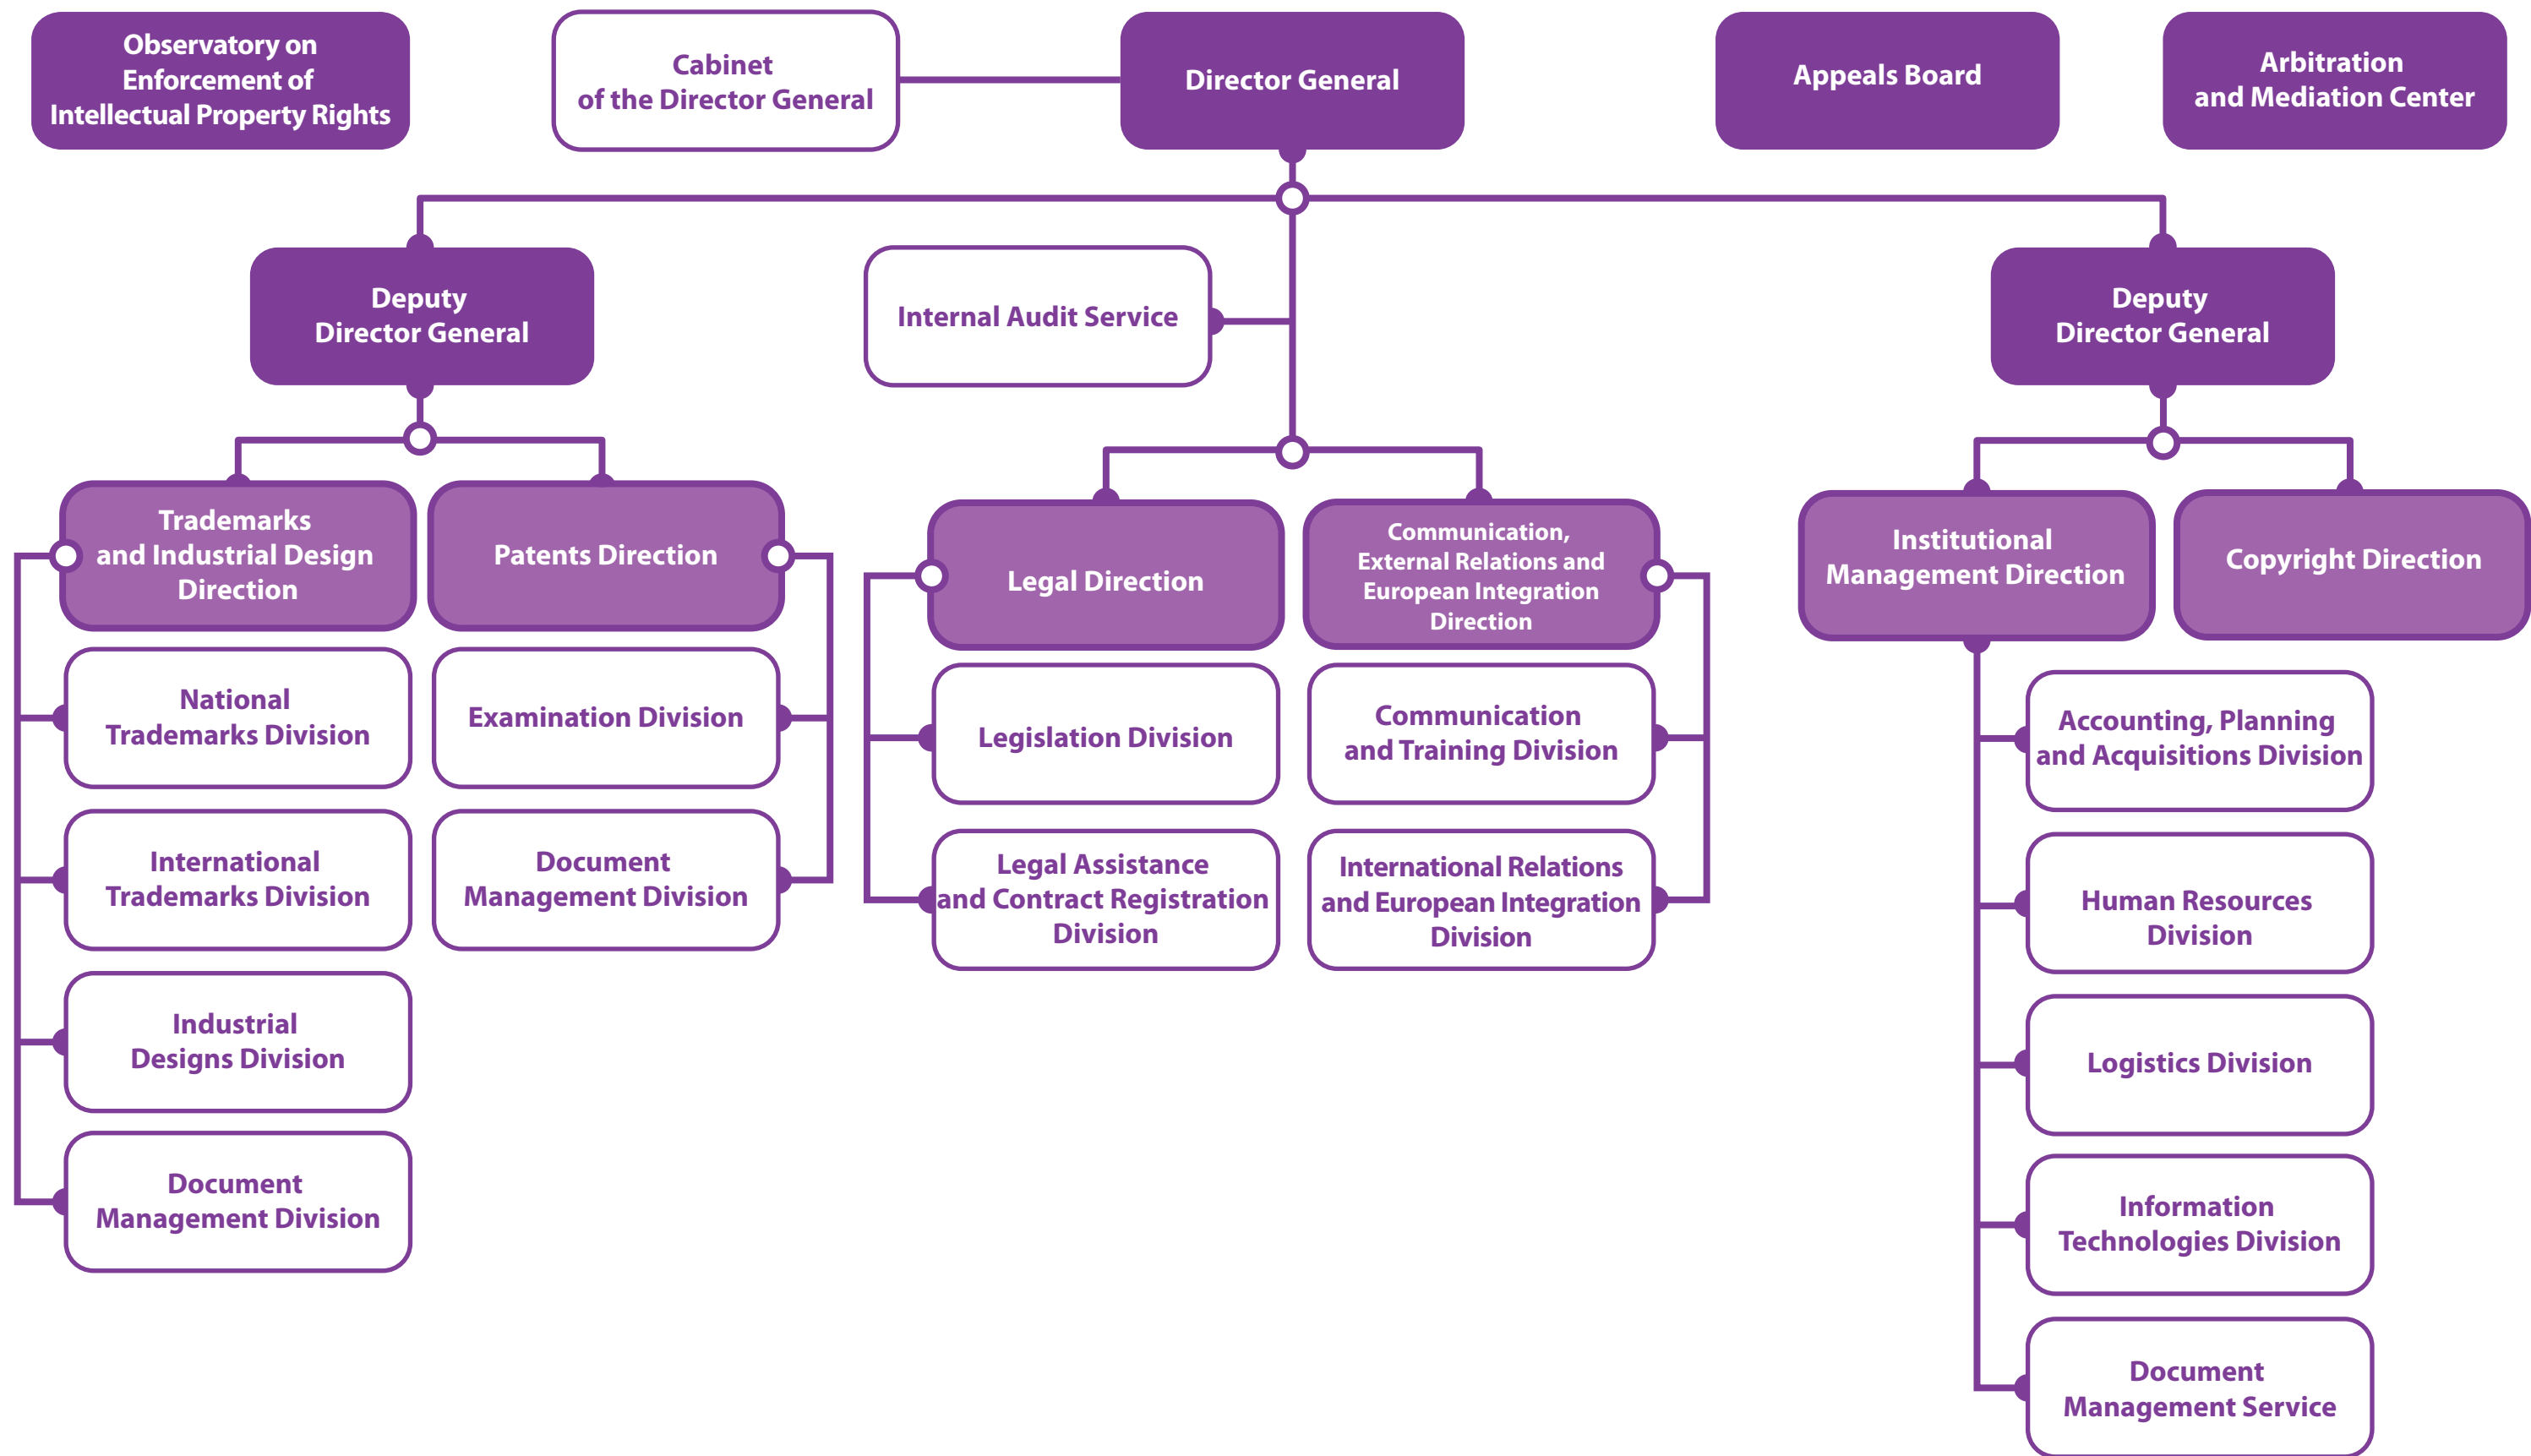 Observatory on
Enforcement of
Intellectual Property Rights
Cabinet
of the Director General
Director General
Appeals Board
Arbitration
and Mediation Center
Deputy
Director General
Internal Audit Service
Deputy
Director General
Trademarks
and Industrial Design
Direction
Patents Direction
Legal Direction
Communication,
External Relations and
European Integration
Direction
Institutional
Management Direction
Copyright Direction
National
Trademarks Division
International
Trademarks Division
Industrial
Designs Division
Document
Management Division
Examination Division
Document
Management Division
Legislation Division
Legal Assistance
and Contract Registration
Division
Communication
and Training Division
International Relations
and European Integration
Division
Accounting, Planning
and Acquisitions Division
Human Resources
Division
Logistics Division
Information
Technologies Division
Document
Management Service